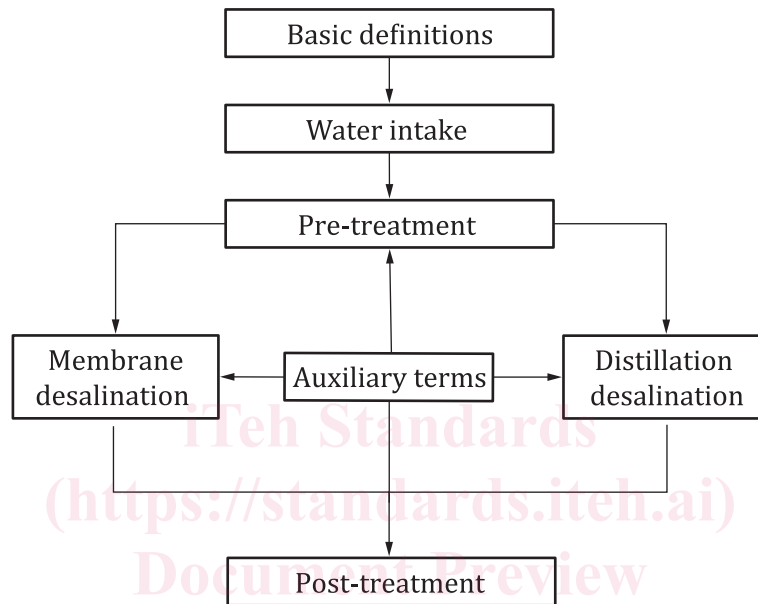 Basic definitions
Water intake
Pre-treatment
Membrane
desalination
Auxiliary terms
Distillation
desalination
iTeh Standards
(https://standards.iteh.ai)
Document Preview
Post-treatment